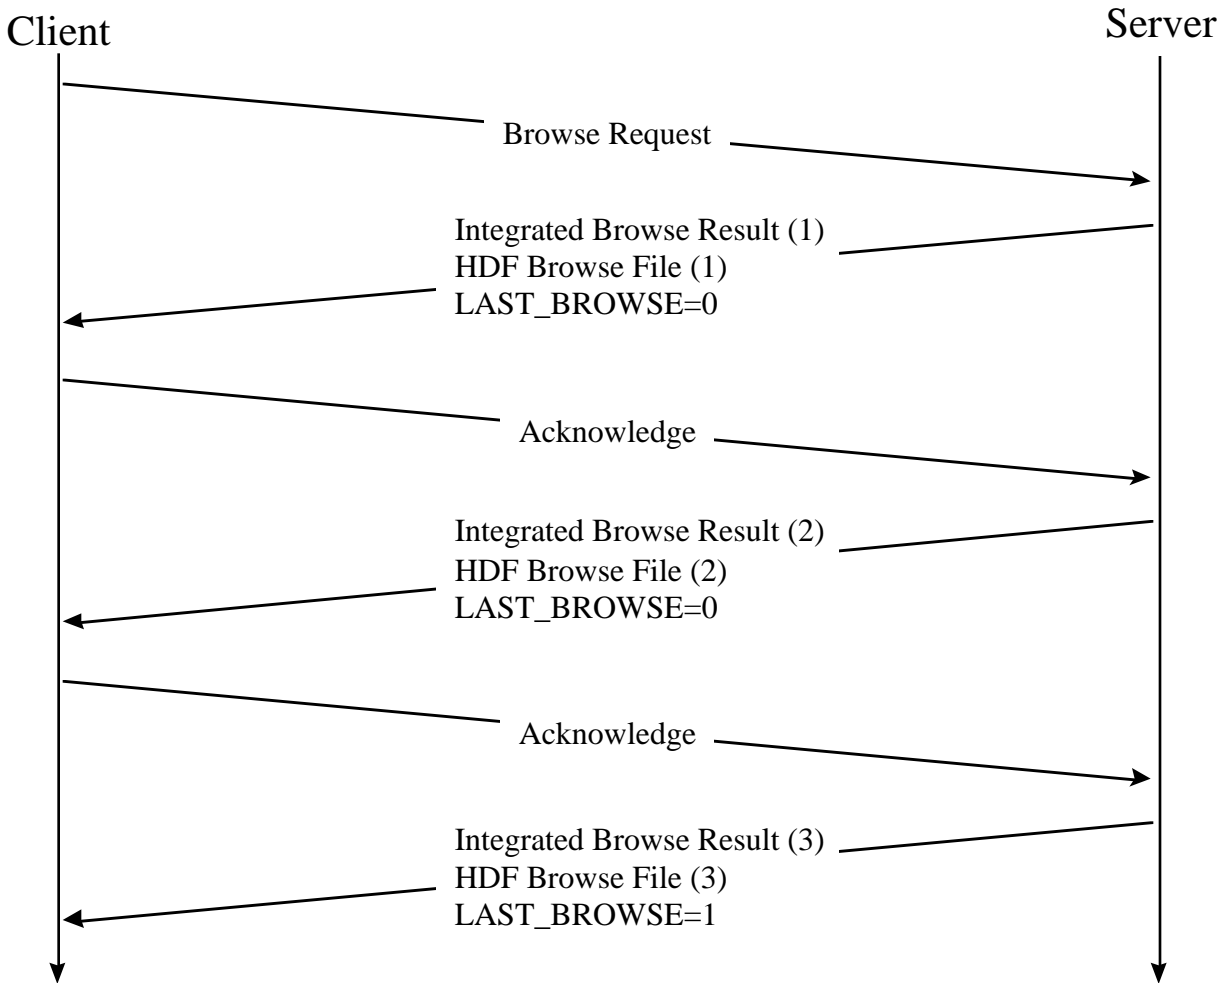 Client
Server
Browse Request
Integrated Browse Result (1)
HDF Browse File (1)
LAST_BROWSE=0
Acknowledge
Integrated Browse Result (2)
HDF Browse File (2)
LAST_BROWSE=0
Acknowledge
Integrated Browse Result (3)
HDF Browse File (3)
LAST_BROWSE=1